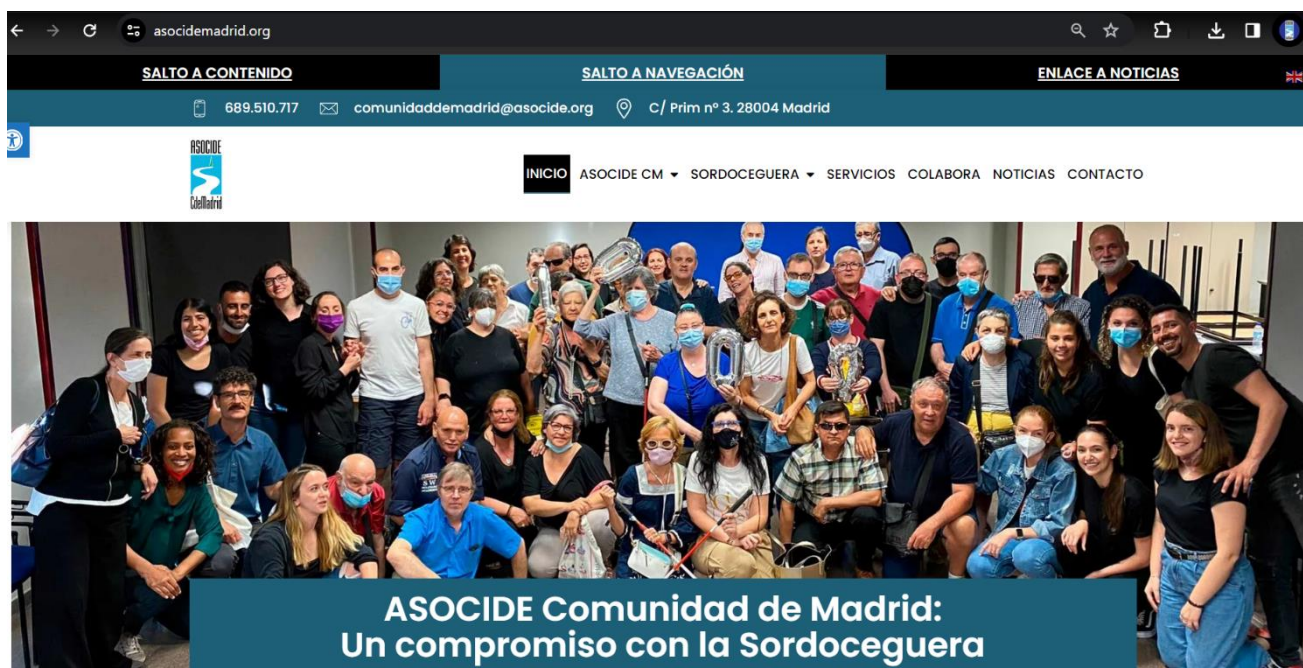 asocidemadrid.org
SALTO A CONTENIDO SALTO A NAVEGACIÓN ENLACE A NOTICIAS
689.510.717 comunidaddemadrid@asocide.org C/ Prim nº 3. 28004 Madrid
ASOCIDE
CdeMadrid
INICIO ASOCIDE CM SORDOCEGUERA SERVICIOS COLABORA NOTICIAS CONTACTO
ASOCIDE Comunidad de Madrid:
Un compromiso con la Sordoceguera